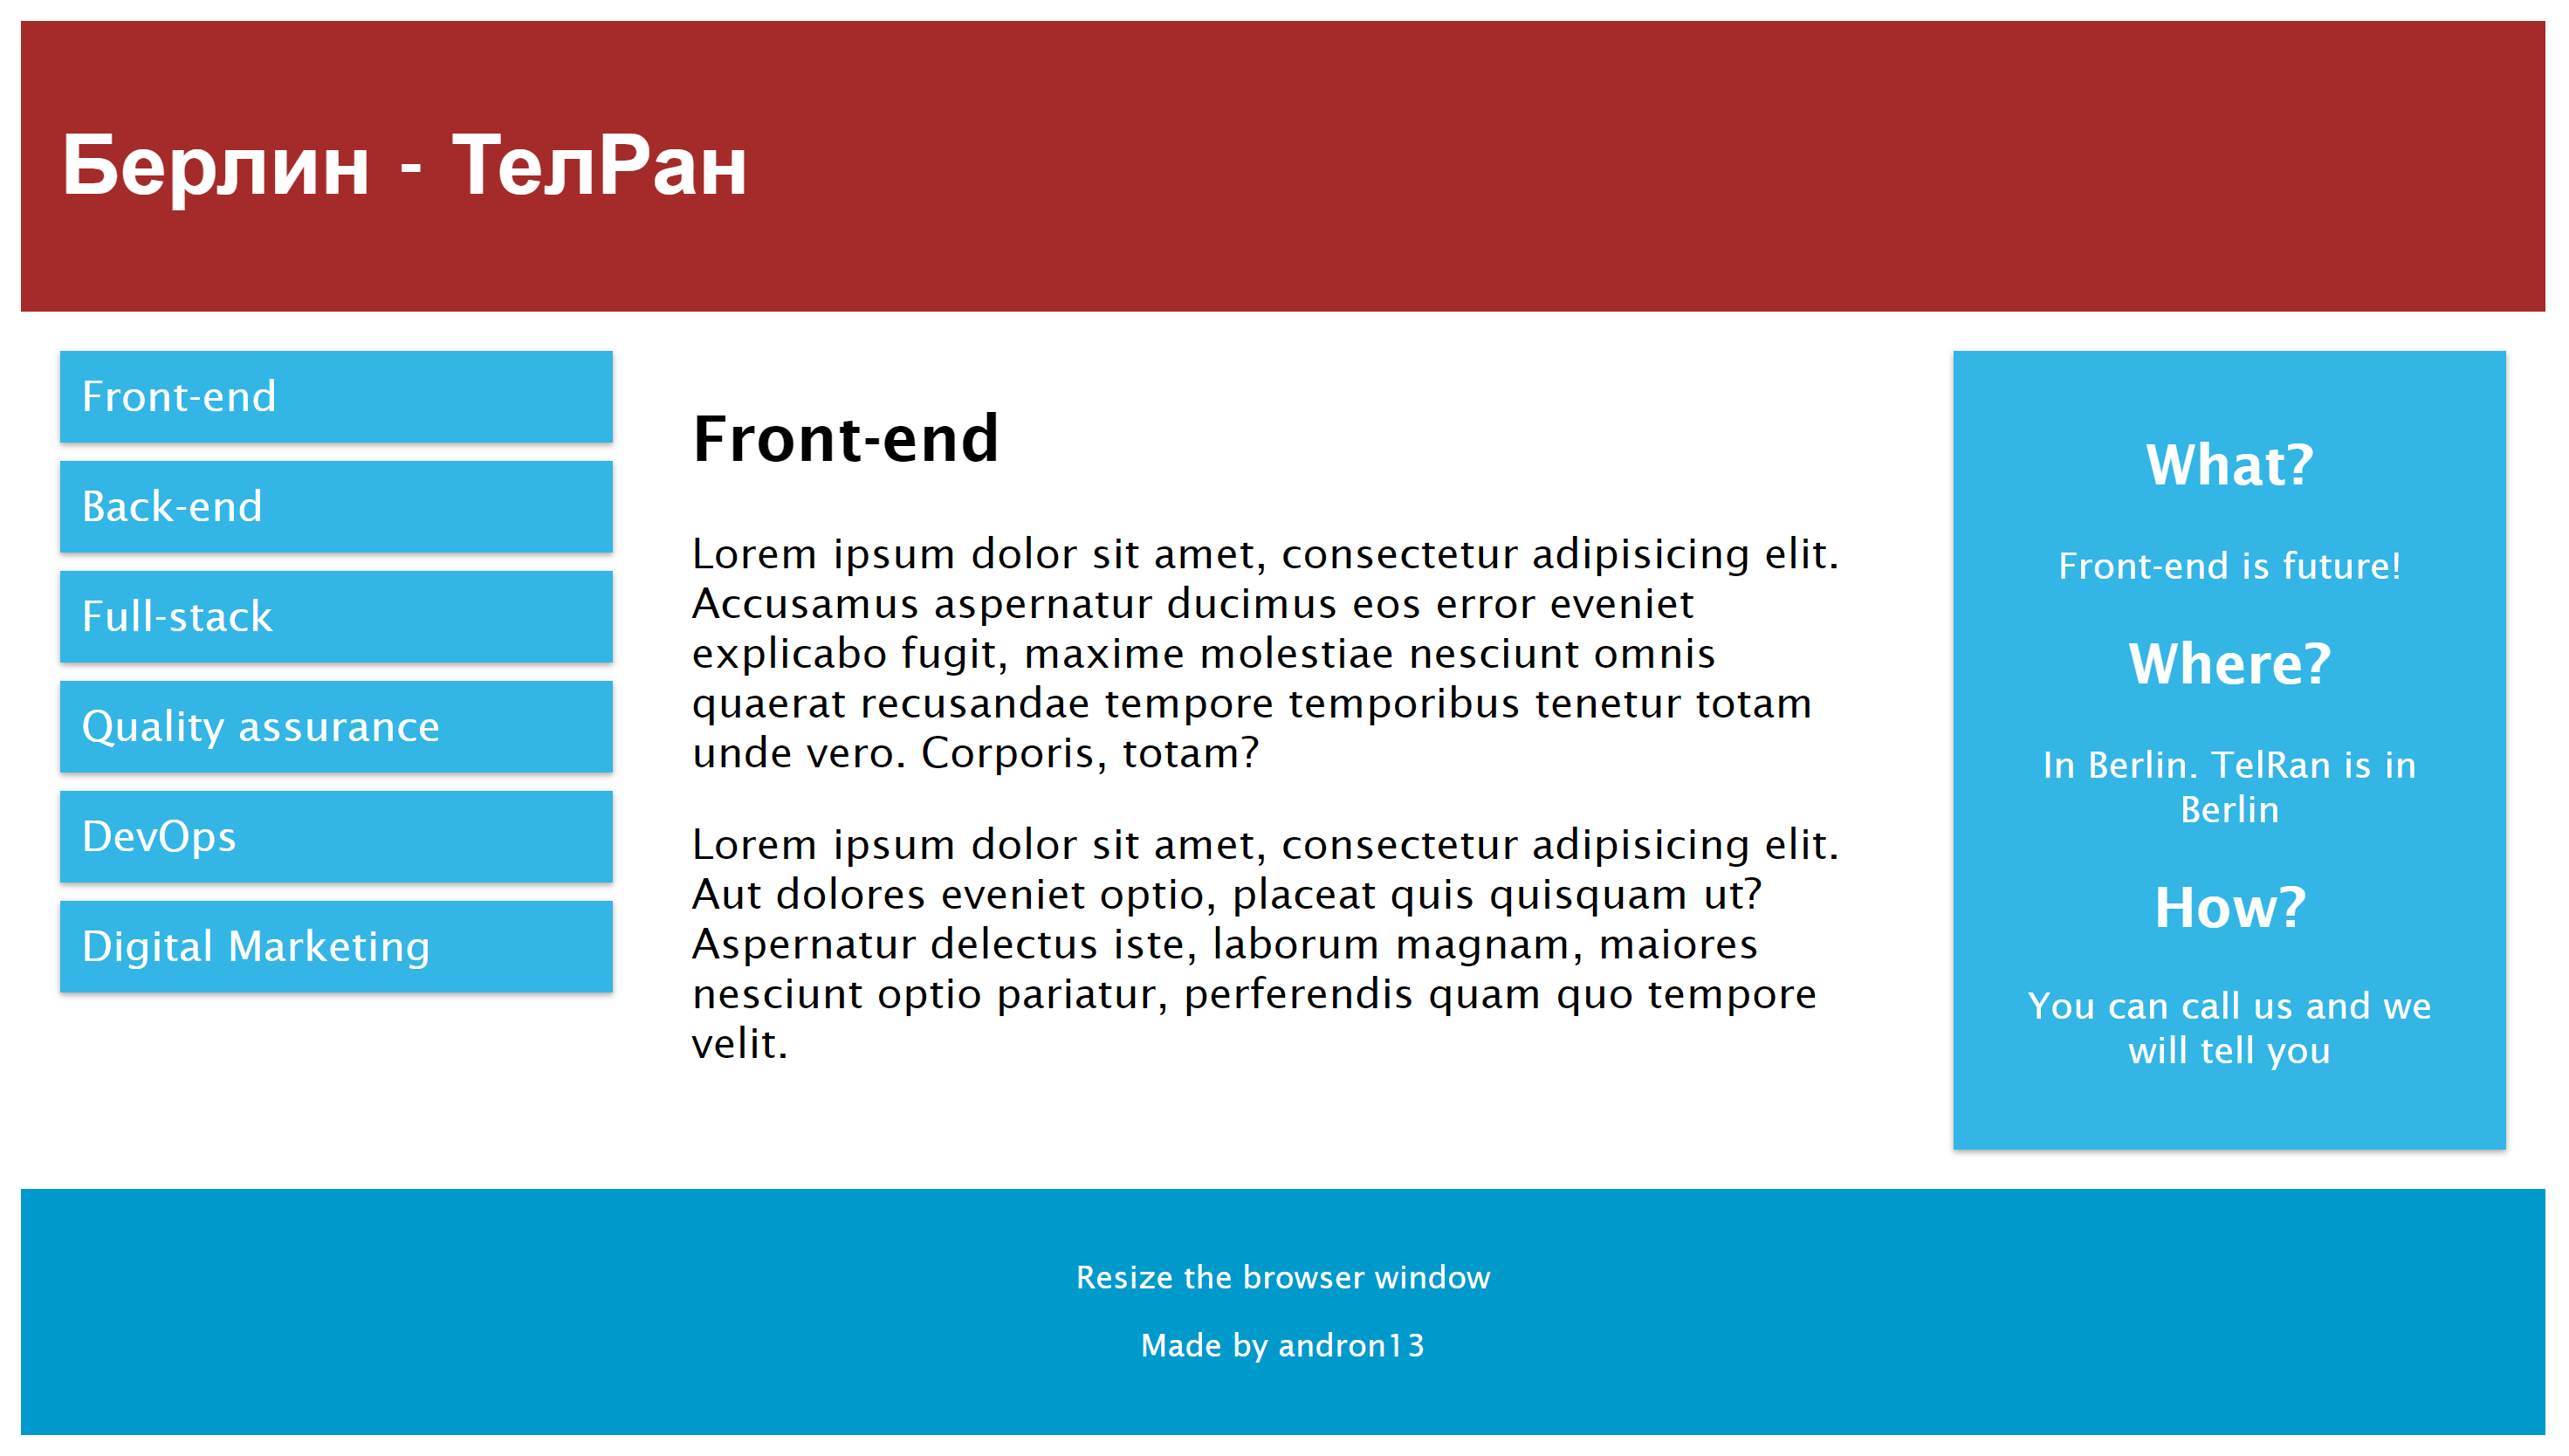 Берлин - ТелРан
Front-end
Back-end
Full-stack
Quality assurance
DevOps
Digital Marketing
Front-end
Lorem ipsum dolor sit amet, consectetur adipisicing elit.
Accusamus aspernatur ducimus eos error eveniet
explicabo fugit, maxime molestiae nesciunt omnis
quaerat recusandae tempore temporibus tenetur totam
unde vero. Corporis, totam?
Lorem ipsum dolor sit amet, consectetur adipisicing elit.
Aut dolores eveniet optio, placeat quis quisquam ut?
Aspernatur delectus iste, laborum magnam, maiores
nesciunt optio pariatur, perferendis quam quo tempore
velit.
What?
Front-end is future!
Where?
In Berlin. TelRan is in
Berlin
How?
You can call us and we
will tell you
Resize the browser window
Made by andron13